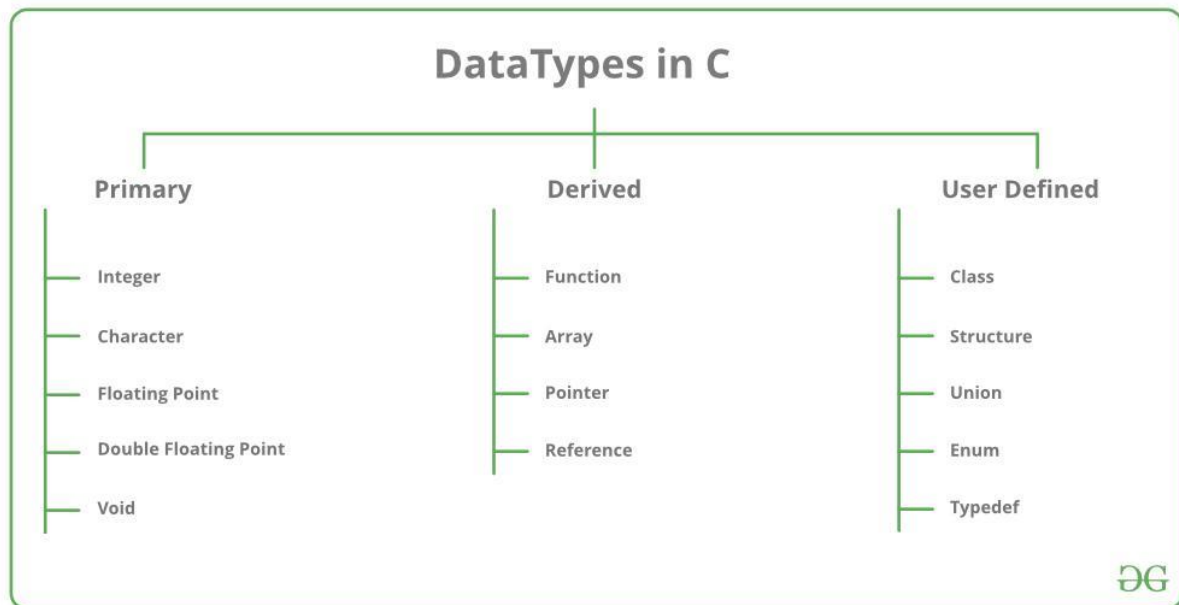 DataTypes in C
Primary
Integer
Character
Floating Point
Double Floating Point
Void
Derived
Function
Array
Pointer
Reference
User Defined
Class
Structure
Union
Enum
Typedef